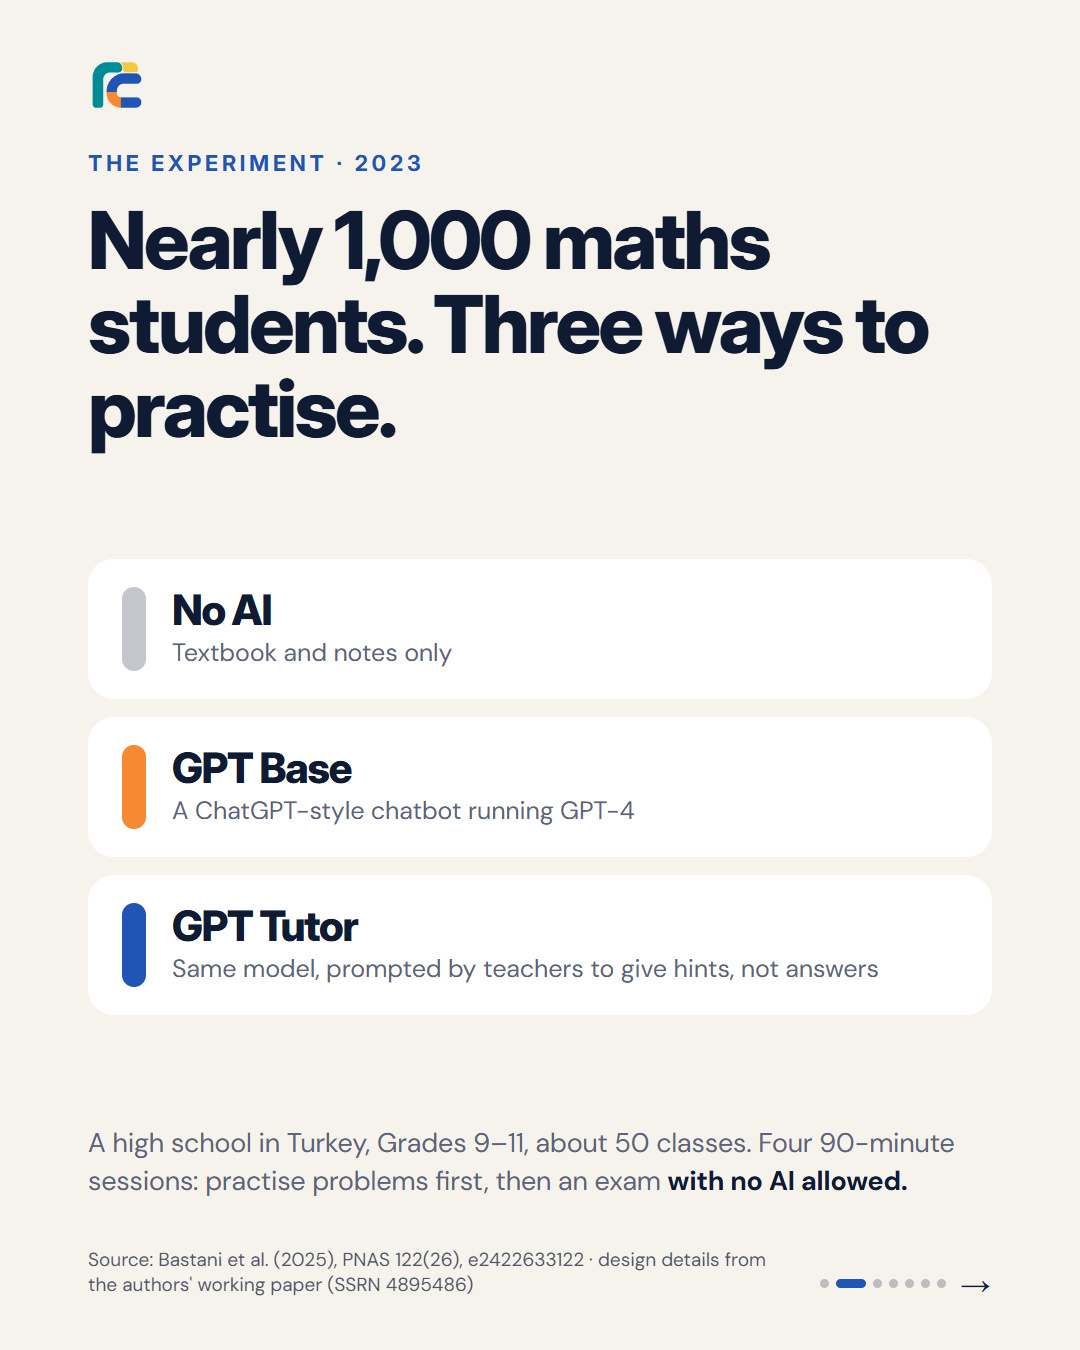 THE EXPERIMENT · 2023
Nearly 1,000 maths
students. Three ways to
practise.
No AI
Textbook and notes only
GPT Base
A ChatGPT-style chatbot running GPT-4
GPT Tutor
Same model, prompted by teachers to give hints, not answers
A high school in Turkey, Grades 9–11, about 50 classes. Four 90-minute
sessions: practise problems first, then an exam with no AI allowed.
Source: Bastani et al. (2025), PNAS 122(26), e2422633122 · design details from
the authors' working paper (SSRN 4895486)
→